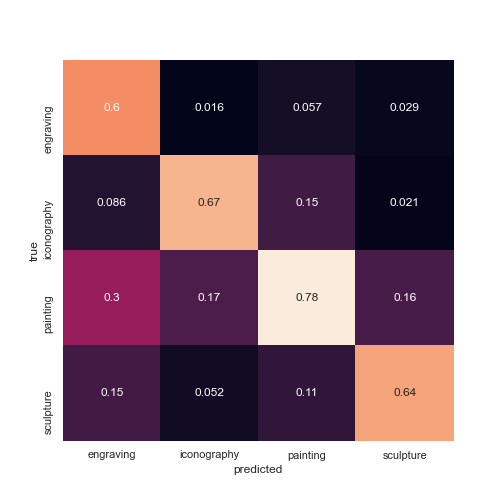 engraving 0.6 0.016 0.057 0.029
iconography 0.086 0.67 0.15 0.021
true
painting 0.3 0.17 0.78 0.16
sculpture 0.15 0.052 0.11 0.64
engraving iconography painting sculpture
predicted